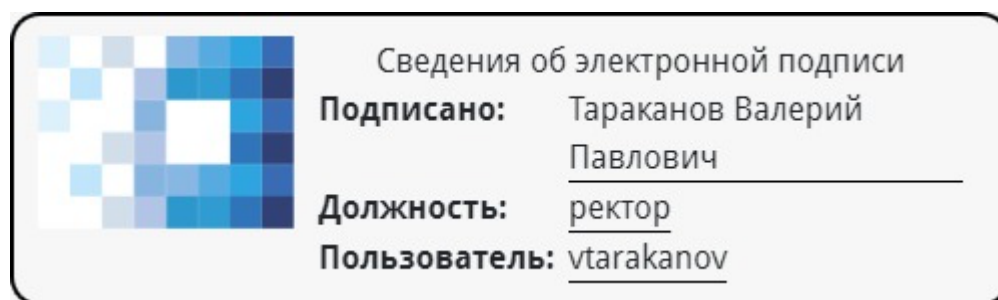 Сведения об электронной подписи
Подписано: Тараканов Валерий
Павлович
Должность: ректор
Пользователь: vtarakanov